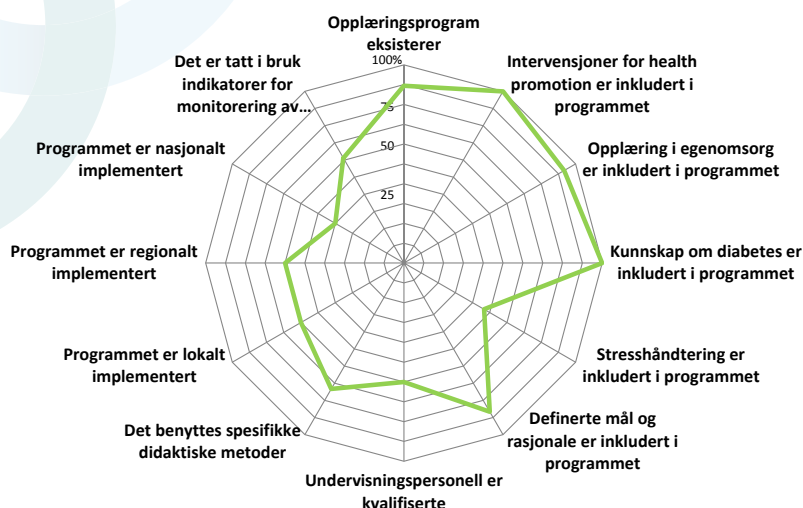 Opplæringsprogram
eksisterer
Intervensjoner for health
promotion er inkludert i
programmet
Opplæring i egenomsorg
er inkludert i programmet
Kunnskap om diabetes er
inkludert i programmet
Stresshåndtering er
inkludert i programmet
Definerte mål og
rasjonale er inkludert i
programmet
Undervisningspersonell er
kvalifiserte
Det benyttes spesifikke
didaktiske metoder
Programmet er lokalt
implementert
Programmet er regionalt
implementert
Programmet er nasjonalt
implementert
Det er tatt i bruk
indikatorer for
monitorering av...
100%
75
50
25